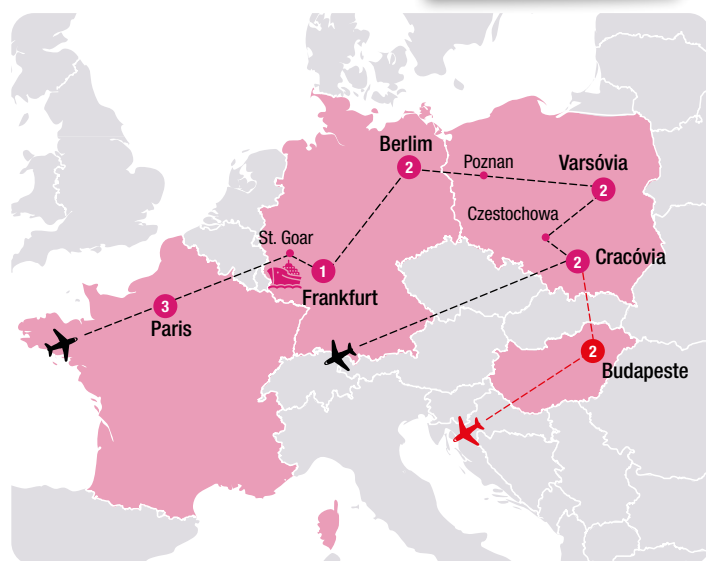 Berlim
2
Poznan
Varsóvia
2
Czestochowa
St. Goar
1
Frankfurt
2
Cracóvia
3
Paris
2
Budapeste